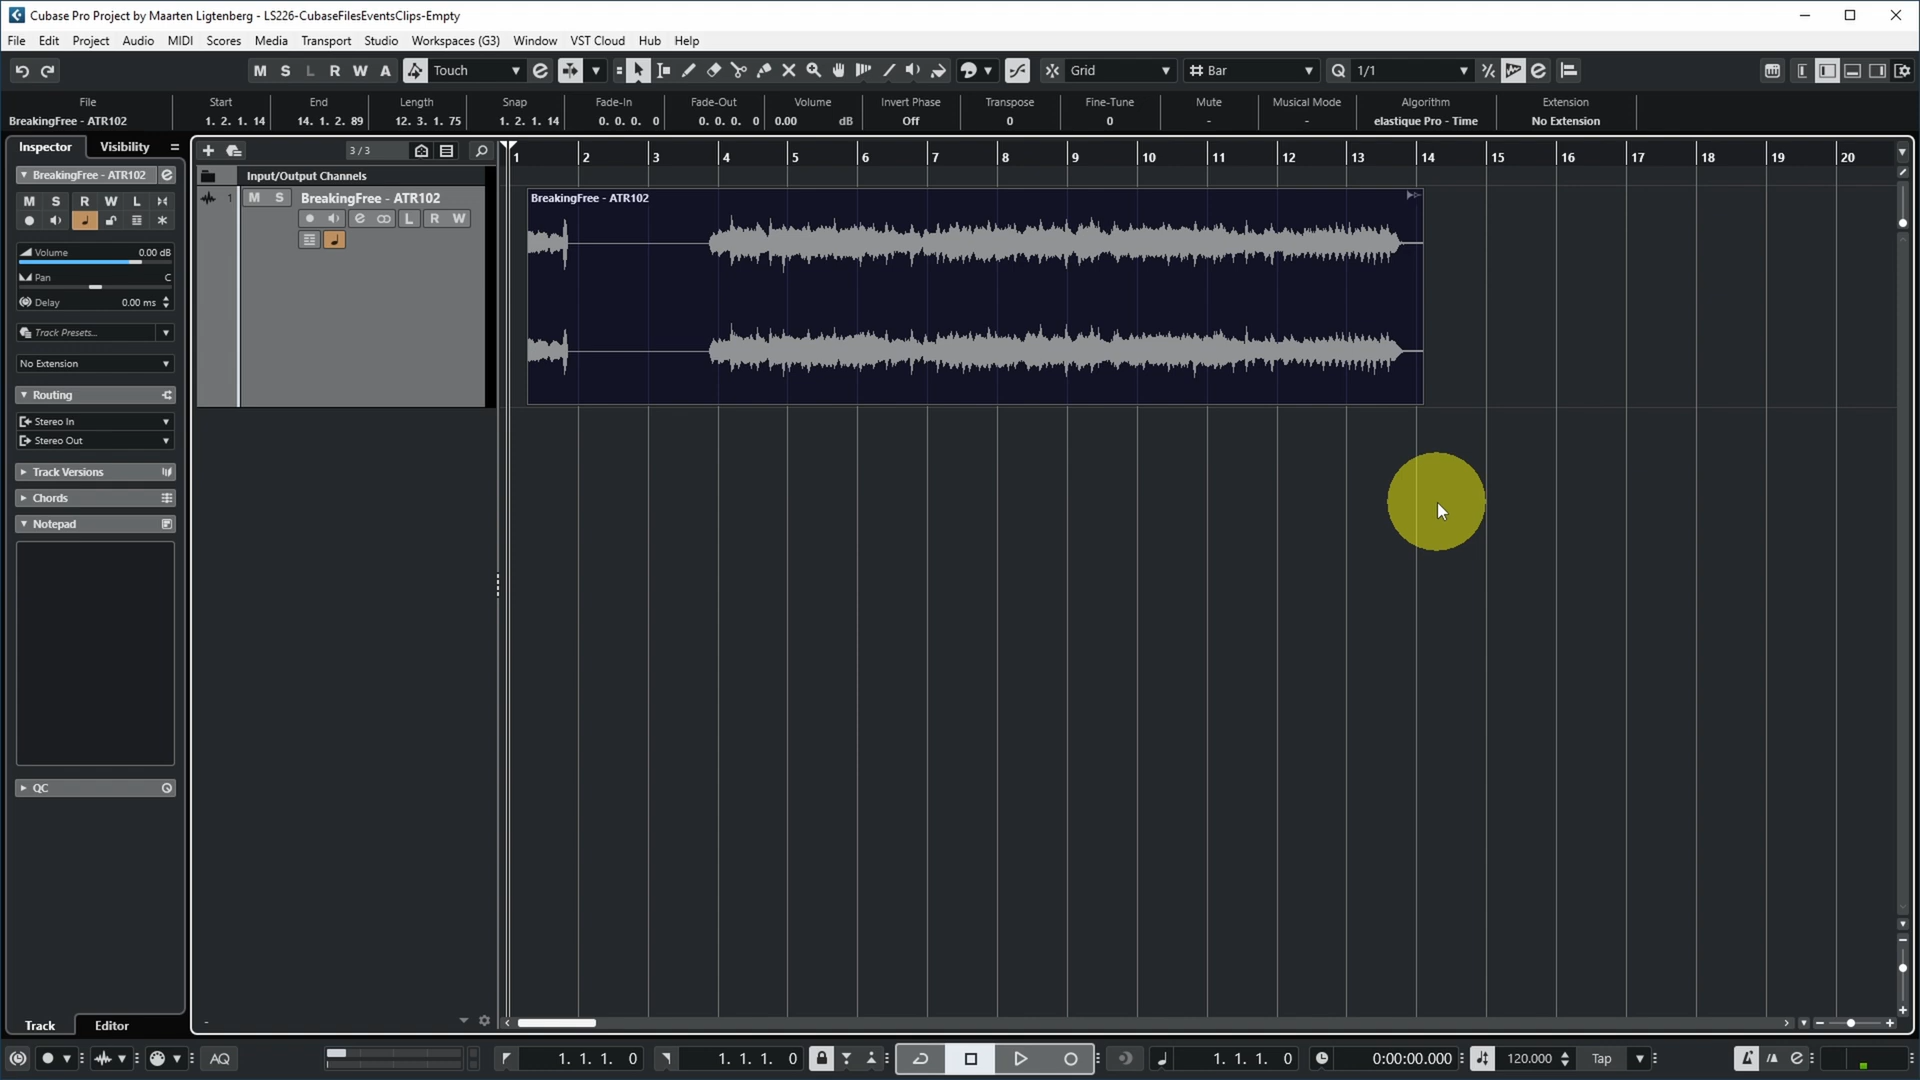 Cubase Pro Project by Maarten Ligtenberg - LS226-CubaseFilesEventsClips-Empty
File Edit Project Audio MIDI Scores Media Transport Studio Workspaces (G3) Window VST Cloud Hub Help
M S L R W A Touch Grid Bar Q 1/1
File Start End Length Snap Fade-In Fade-Out Volume Invert Phase Transpose Fine-Tune Mute Musical Mode Algorithm Extension
BreakingFree - ATR102 1. 2. 1. 14 14. 1. 2. 89 12. 3. 1. 75 1. 2. 1. 14 0. 0. 0. 0 0. 0. 0. 0 0.00 dB Off 0 0 - - elastique Pro - Time No Extension
Inspector Visibility
3 / 3
1 2 3 4 5 6 7 8 9 10 11 12 13 14 15 16 17 18 19 20
BreakingFree - ATR102
Input/Output Channels
1 M S BreakingFree - ATR102
BreakingFree - ATR102
M S R W L
e L R W
Volume 0.00 dB
Pan C
Delay 0.00 ms
Track Presets...
No Extension
Routing
Stereo In
Stereo Out
Track Versions
Chords
Notepad
QC
Track Editor
AQ 1. 1. 1. 0 1. 1. 1. 0 1. 1. 1. 0 0:00:00.000 120.000 Tap